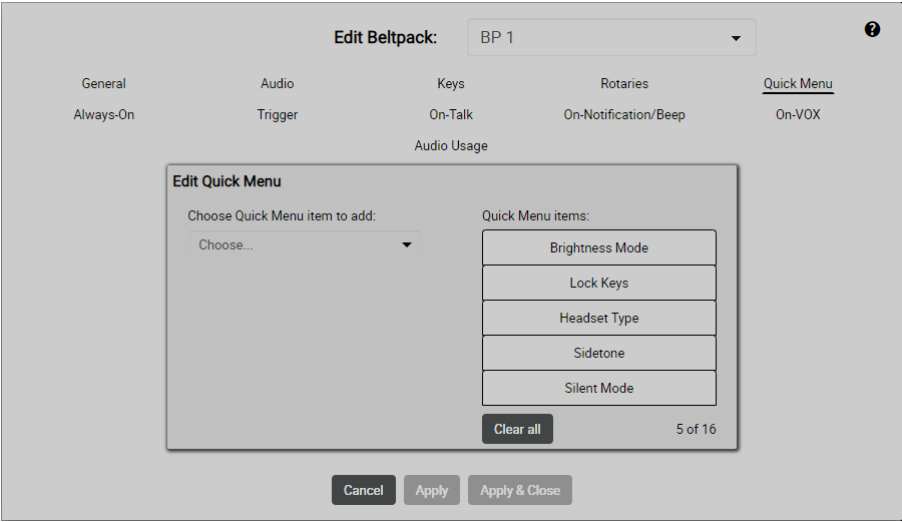 Edit Beltpack: BP 1 ?
General Audio Keys Rotaries Quick Menu
Always-On Trigger On-Talk On-Notification/Beep On-VOX
Audio Usage
Edit Quick Menu
Choose Quick Menu item to add: Quick Menu items:
Choose... Brightness Mode
Lock Keys
Headset Type
Sidetone
Silent Mode
Clear all 5 of 16
Cancel Apply Apply & Close